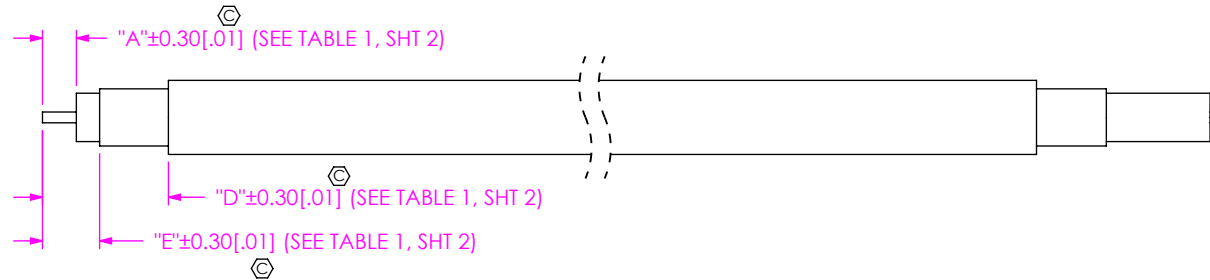 C
"A"±0.30[.01] (SEE TABLE 1, SHT 2)
C
"D"±0.30[.01] (SEE TABLE 1, SHT 2)
"E"±0.30[.01] (SEE TABLE 1, SHT 2)
C